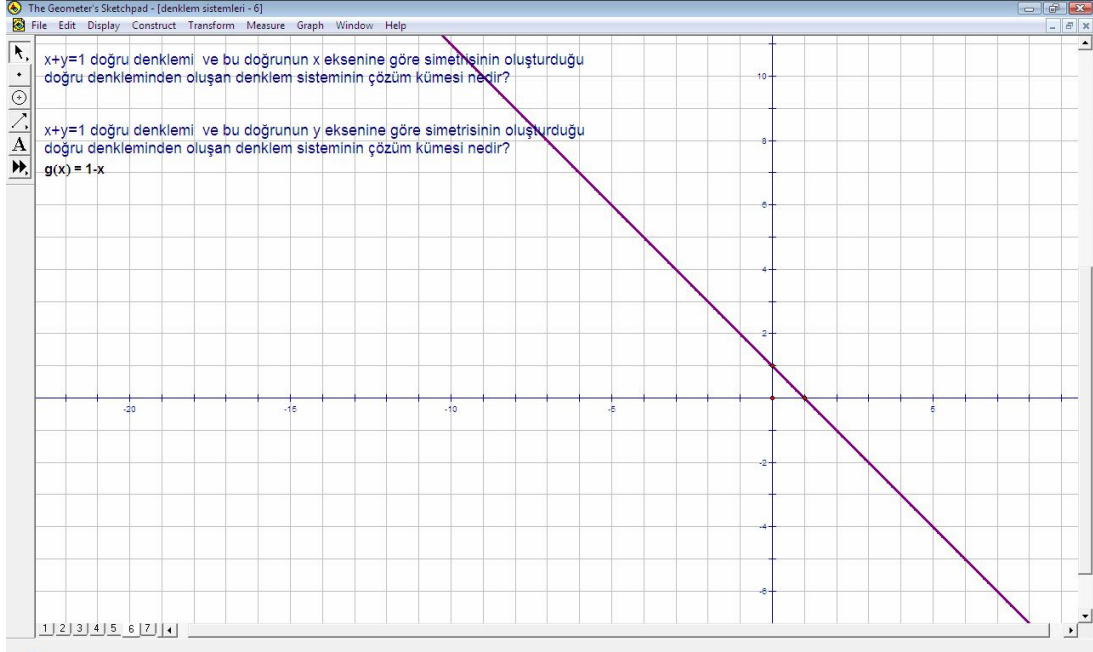 The Geometer's Sketchpad - [denklem sistemleri - 6]
File Edit Display Construct Transform Measure Graph Window Help
x+y=1 doğru denklemi ve bu doğrunun x eksenine göre simetrisinin oluşturduğu
doğru denkleminden oluşan denklem sisteminin çözüm kümesi nedir?
x+y=1 doğru denklemi ve bu doğrunun y eksenine göre simetrisinin oluşturduğu
doğru denkleminden oluşan denklem sisteminin çözüm kümesi nedir?
g(x) = 1-x
A
10
8
6
4
2
-20 -15 -10 -5 5
-2
-4
-6
1 2 3 4 5 6 7